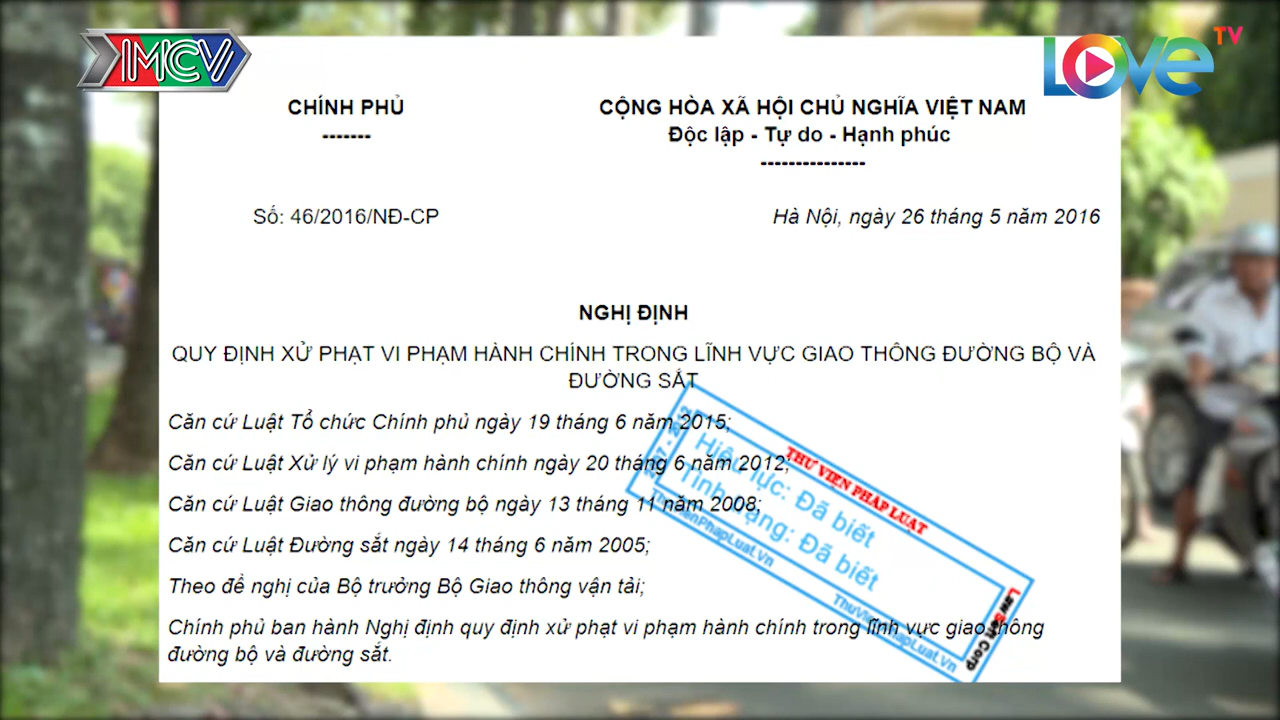 MCV
LOVE TV
CHÍNH PHỦ
-------
CỘNG HÒA XÃ HỘI CHỦ NGHĨA VIỆT NAM
Độc lập - Tự do - Hạnh phúc
---------------
Số: 46/2016/NĐ-CP
Hà Nội, ngày 26 tháng 5 năm 2016
NGHỊ ĐỊNH
QUY ĐỊNH XỬ PHẠT VI PHẠM HÀNH CHÍNH TRONG LĨNH VỰC GIAO THÔNG ĐƯỜNG BỘ VÀ
ĐƯỜNG SẮT
Căn cứ Luật Tổ chức Chính phủ ngày 19 tháng 6 năm 2015;
Căn cứ Luật Xử lý vi phạm hành chính ngày 20 tháng 6 năm 2012;
Căn cứ Luật Giao thông đường bộ ngày 13 tháng 11 năm 2008;
Căn cứ Luật Đường sắt ngày 14 tháng 6 năm 2005;
Theo đề nghị của Bộ trưởng Bộ Giao thông vận tải;
Chính phủ ban hành Nghị định quy định xử phạt vi phạm hành chính trong lĩnh vực giao thông
đường bộ và đường sắt.
THƯ VIỆN PHÁP LUẬT
Hiệu lực: Đã biết
Tình trạng: Đã biết
ThuVienPhapLuat.Vn
ThuVienPhapLuat.Vn
LawSoft Corp